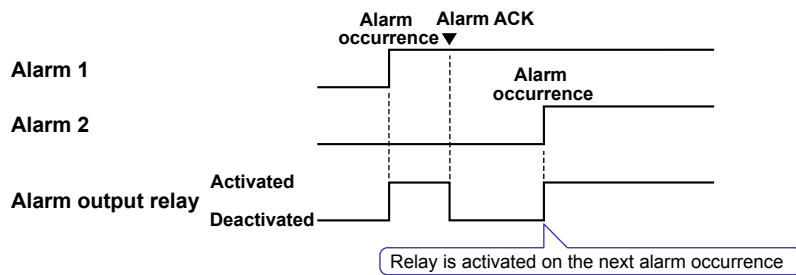 Alarm
occurrence
Alarm ACK
Alarm 1
Alarm
occurrence
Alarm 2
Alarm output relay
Activated
Deactivated
Relay is activated on the next alarm occurrence